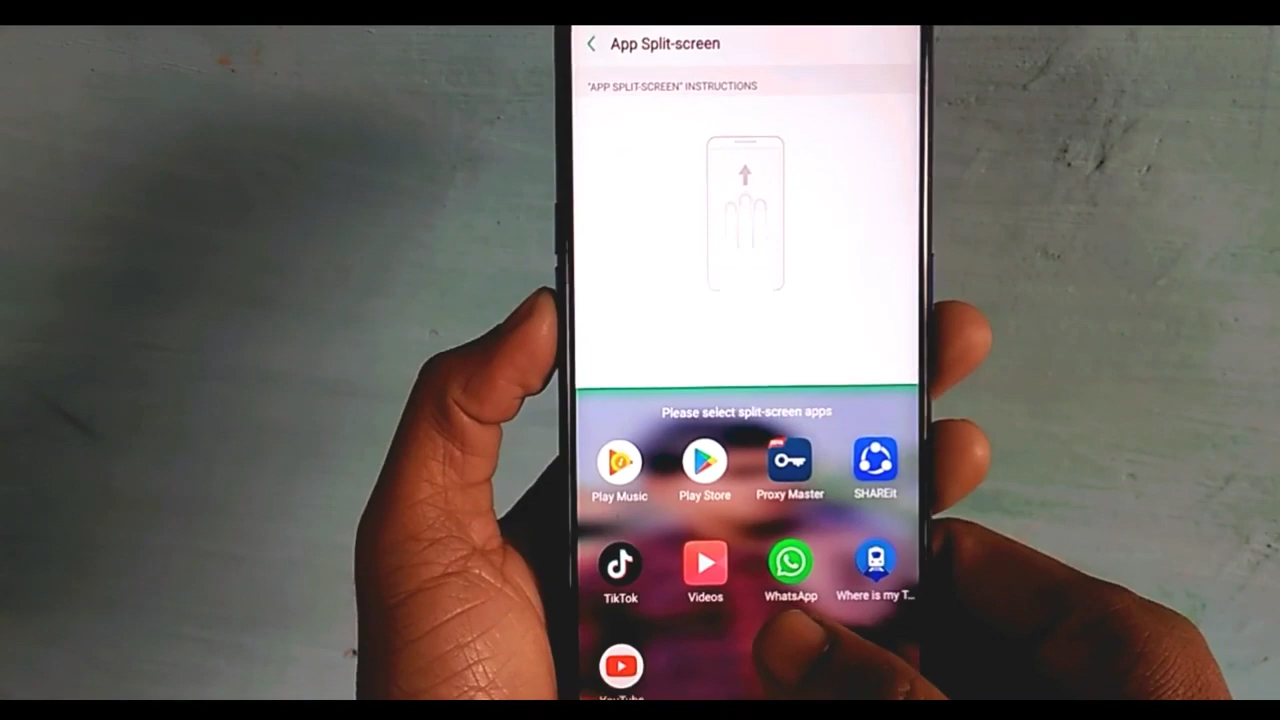 App Split-screen
"APP SPLIT-SCREEN" INSTRUCTIONS
Please select split-screen apps
Play Music
Play Store
Proxy Master
SHAREit
TikTok
Videos
WhatsApp
Where is my T...
YouTube